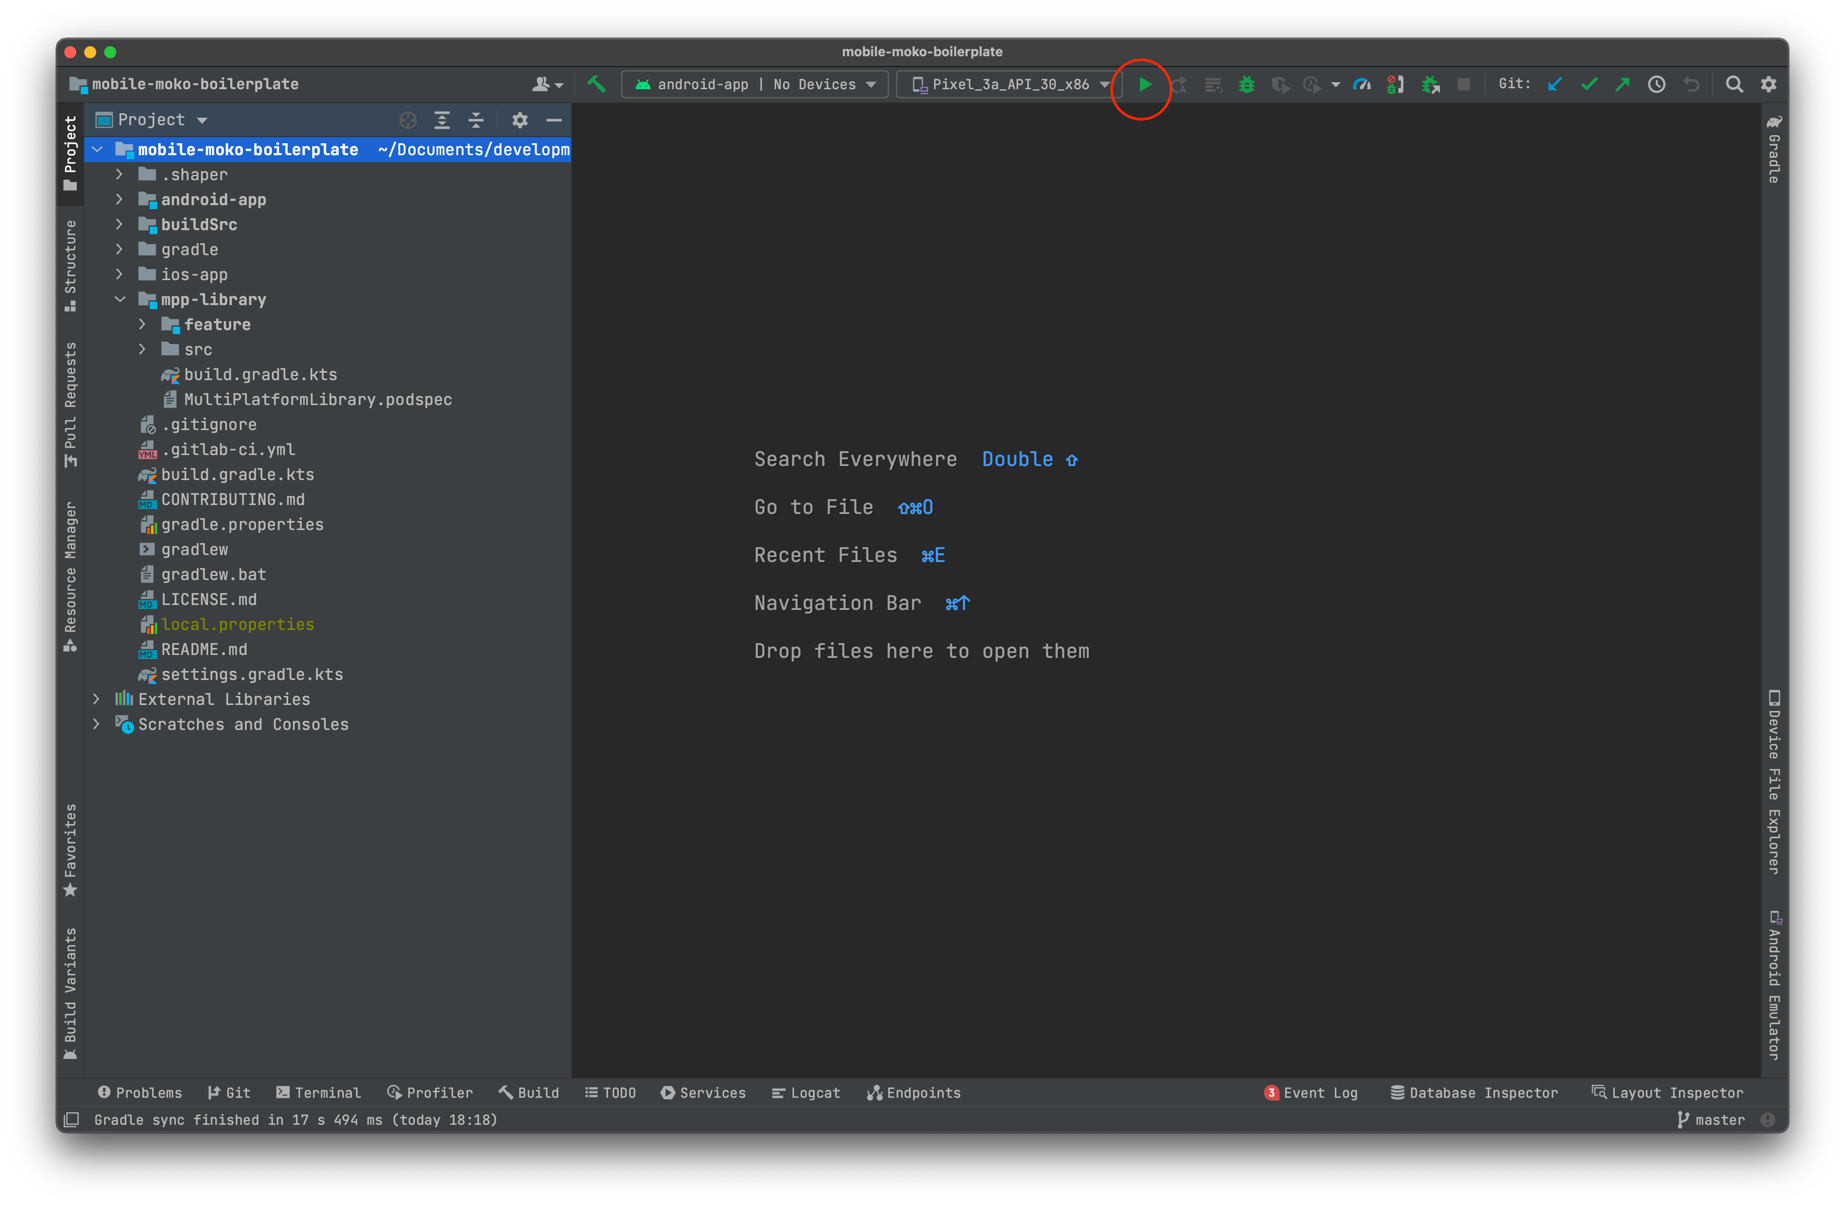 mobile-moko-boilerplate
mobile-moko-boilerplate
android-app | No Devices
Pixel_3a_API_30_x86
Git:
Project
mobile-moko-boilerplate ~/Documents/developm
.shaper
android-app
buildSrc
gradle
ios-app
mpp-library
feature
src
build.gradle.kts
MultiPlatformLibrary.podspec
.gitignore
.gitlab-ci.yml
build.gradle.kts
CONTRIBUTING.md
gradle.properties
gradlew
gradlew.bat
LICENSE.md
local.properties
README.md
settings.gradle.kts
External Libraries
Scratches and Consoles
Project
Structure
Pull Requests
Resource Manager
Favorites
Build Variants
Search Everywhere Double ⇧
Go to File ⇧⌘O
Recent Files ⌘E
Navigation Bar ⌘↑
Drop files here to open them
Gradle
Device File Explorer
Android Emulator
Problems
Git
Terminal
Profiler
Build
TODO
Services
Logcat
Endpoints
3 Event Log
Database Inspector
Layout Inspector
Gradle sync finished in 17 s 494 ms (today 18:18)
master